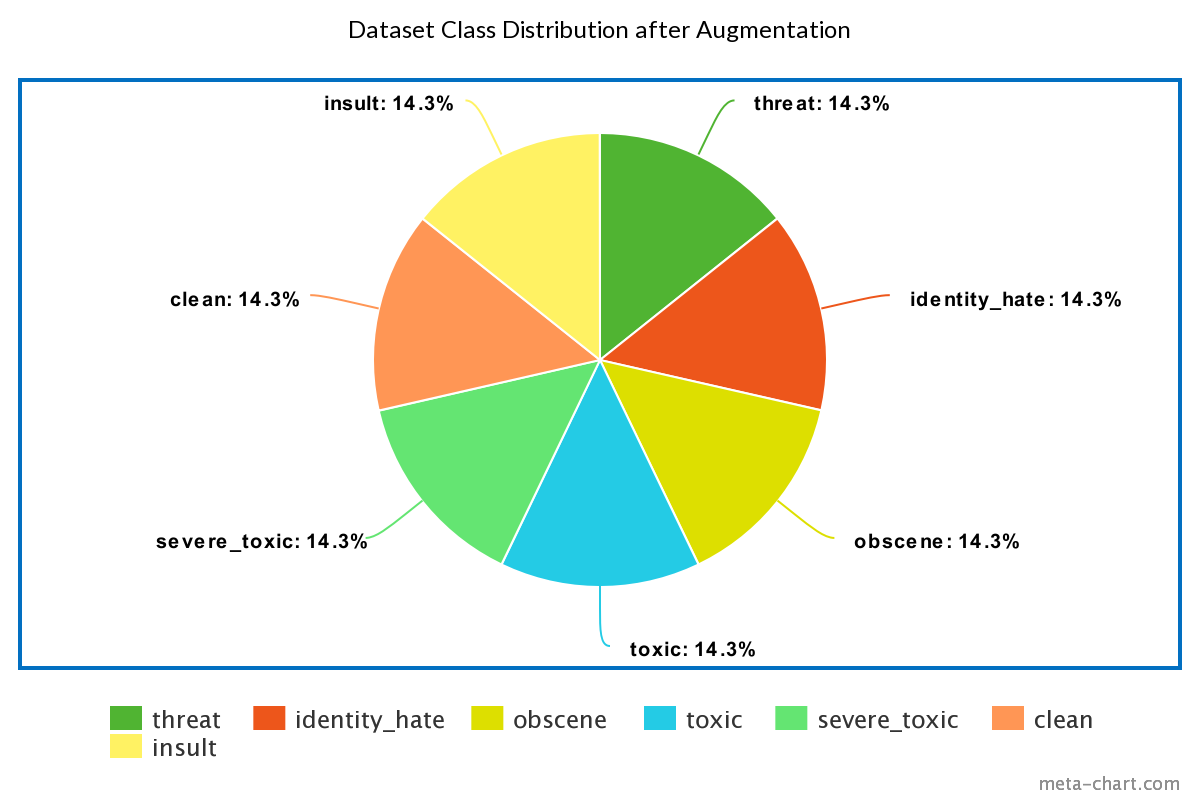 Dataset Class Distribution after Augmentation
insult: 14.3%
threat: 14.3%
clean: 14.3%
identity_hate: 14.3%
severe_toxic: 14.3%
obscene: 14.3%
toxic: 14.3%
threat identity_hate obscene toxic severe_toxic clean
insult
meta-chart.com